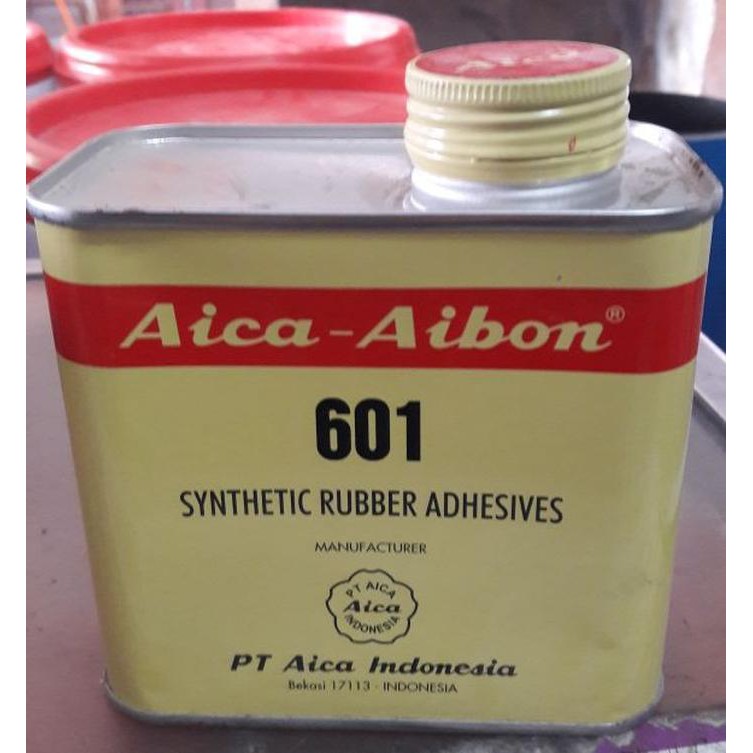 Aica
Aica-Aibon®
601
SYNTHETIC RUBBER ADHESIVES
MANUFACTURER
PT AICA
Aica
INDONESIA
PT Aica Indonesia
Bekasi 17113 - INDONESIA